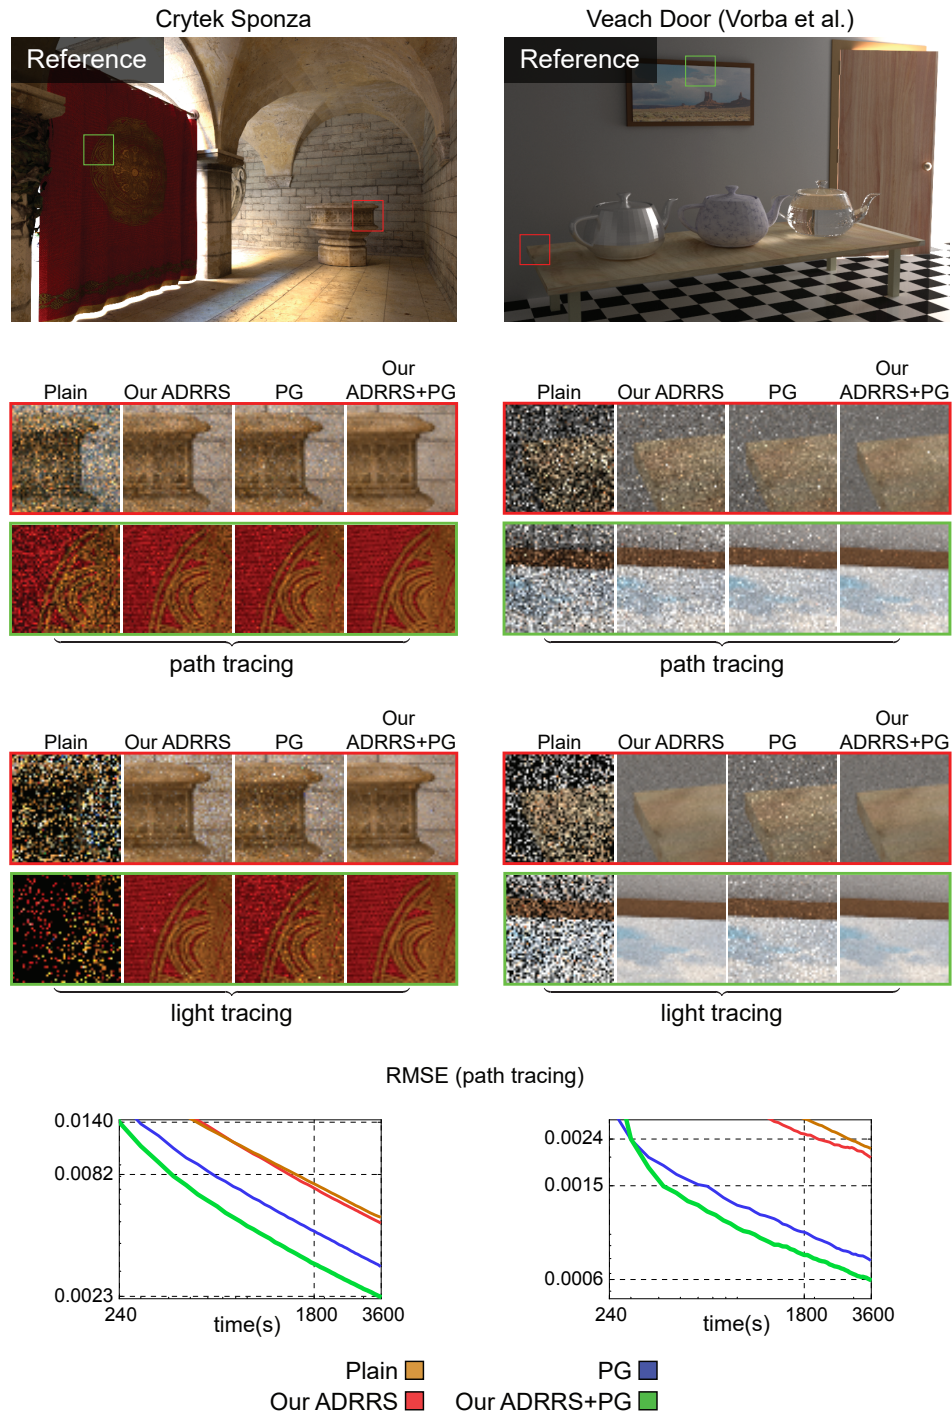 Crytek Sponza
Veach Door (Vorba et al.)
Reference
Reference
Plain Our ADRRS PG Our ADRRS+PG
Plain Our ADRRS PG Our ADRRS+PG
path tracing
path tracing
Plain Our ADRRS PG Our ADRRS+PG
Plain Our ADRRS PG Our ADRRS+PG
light tracing
light tracing
RMSE (path tracing)
0.0140
0.0082
0.0023
240 1800 3600
time(s)
0.0024
0.0015
0.0006
240 1800 3600
time(s)
Plain PG
Our ADRRS Our ADRRS+PG